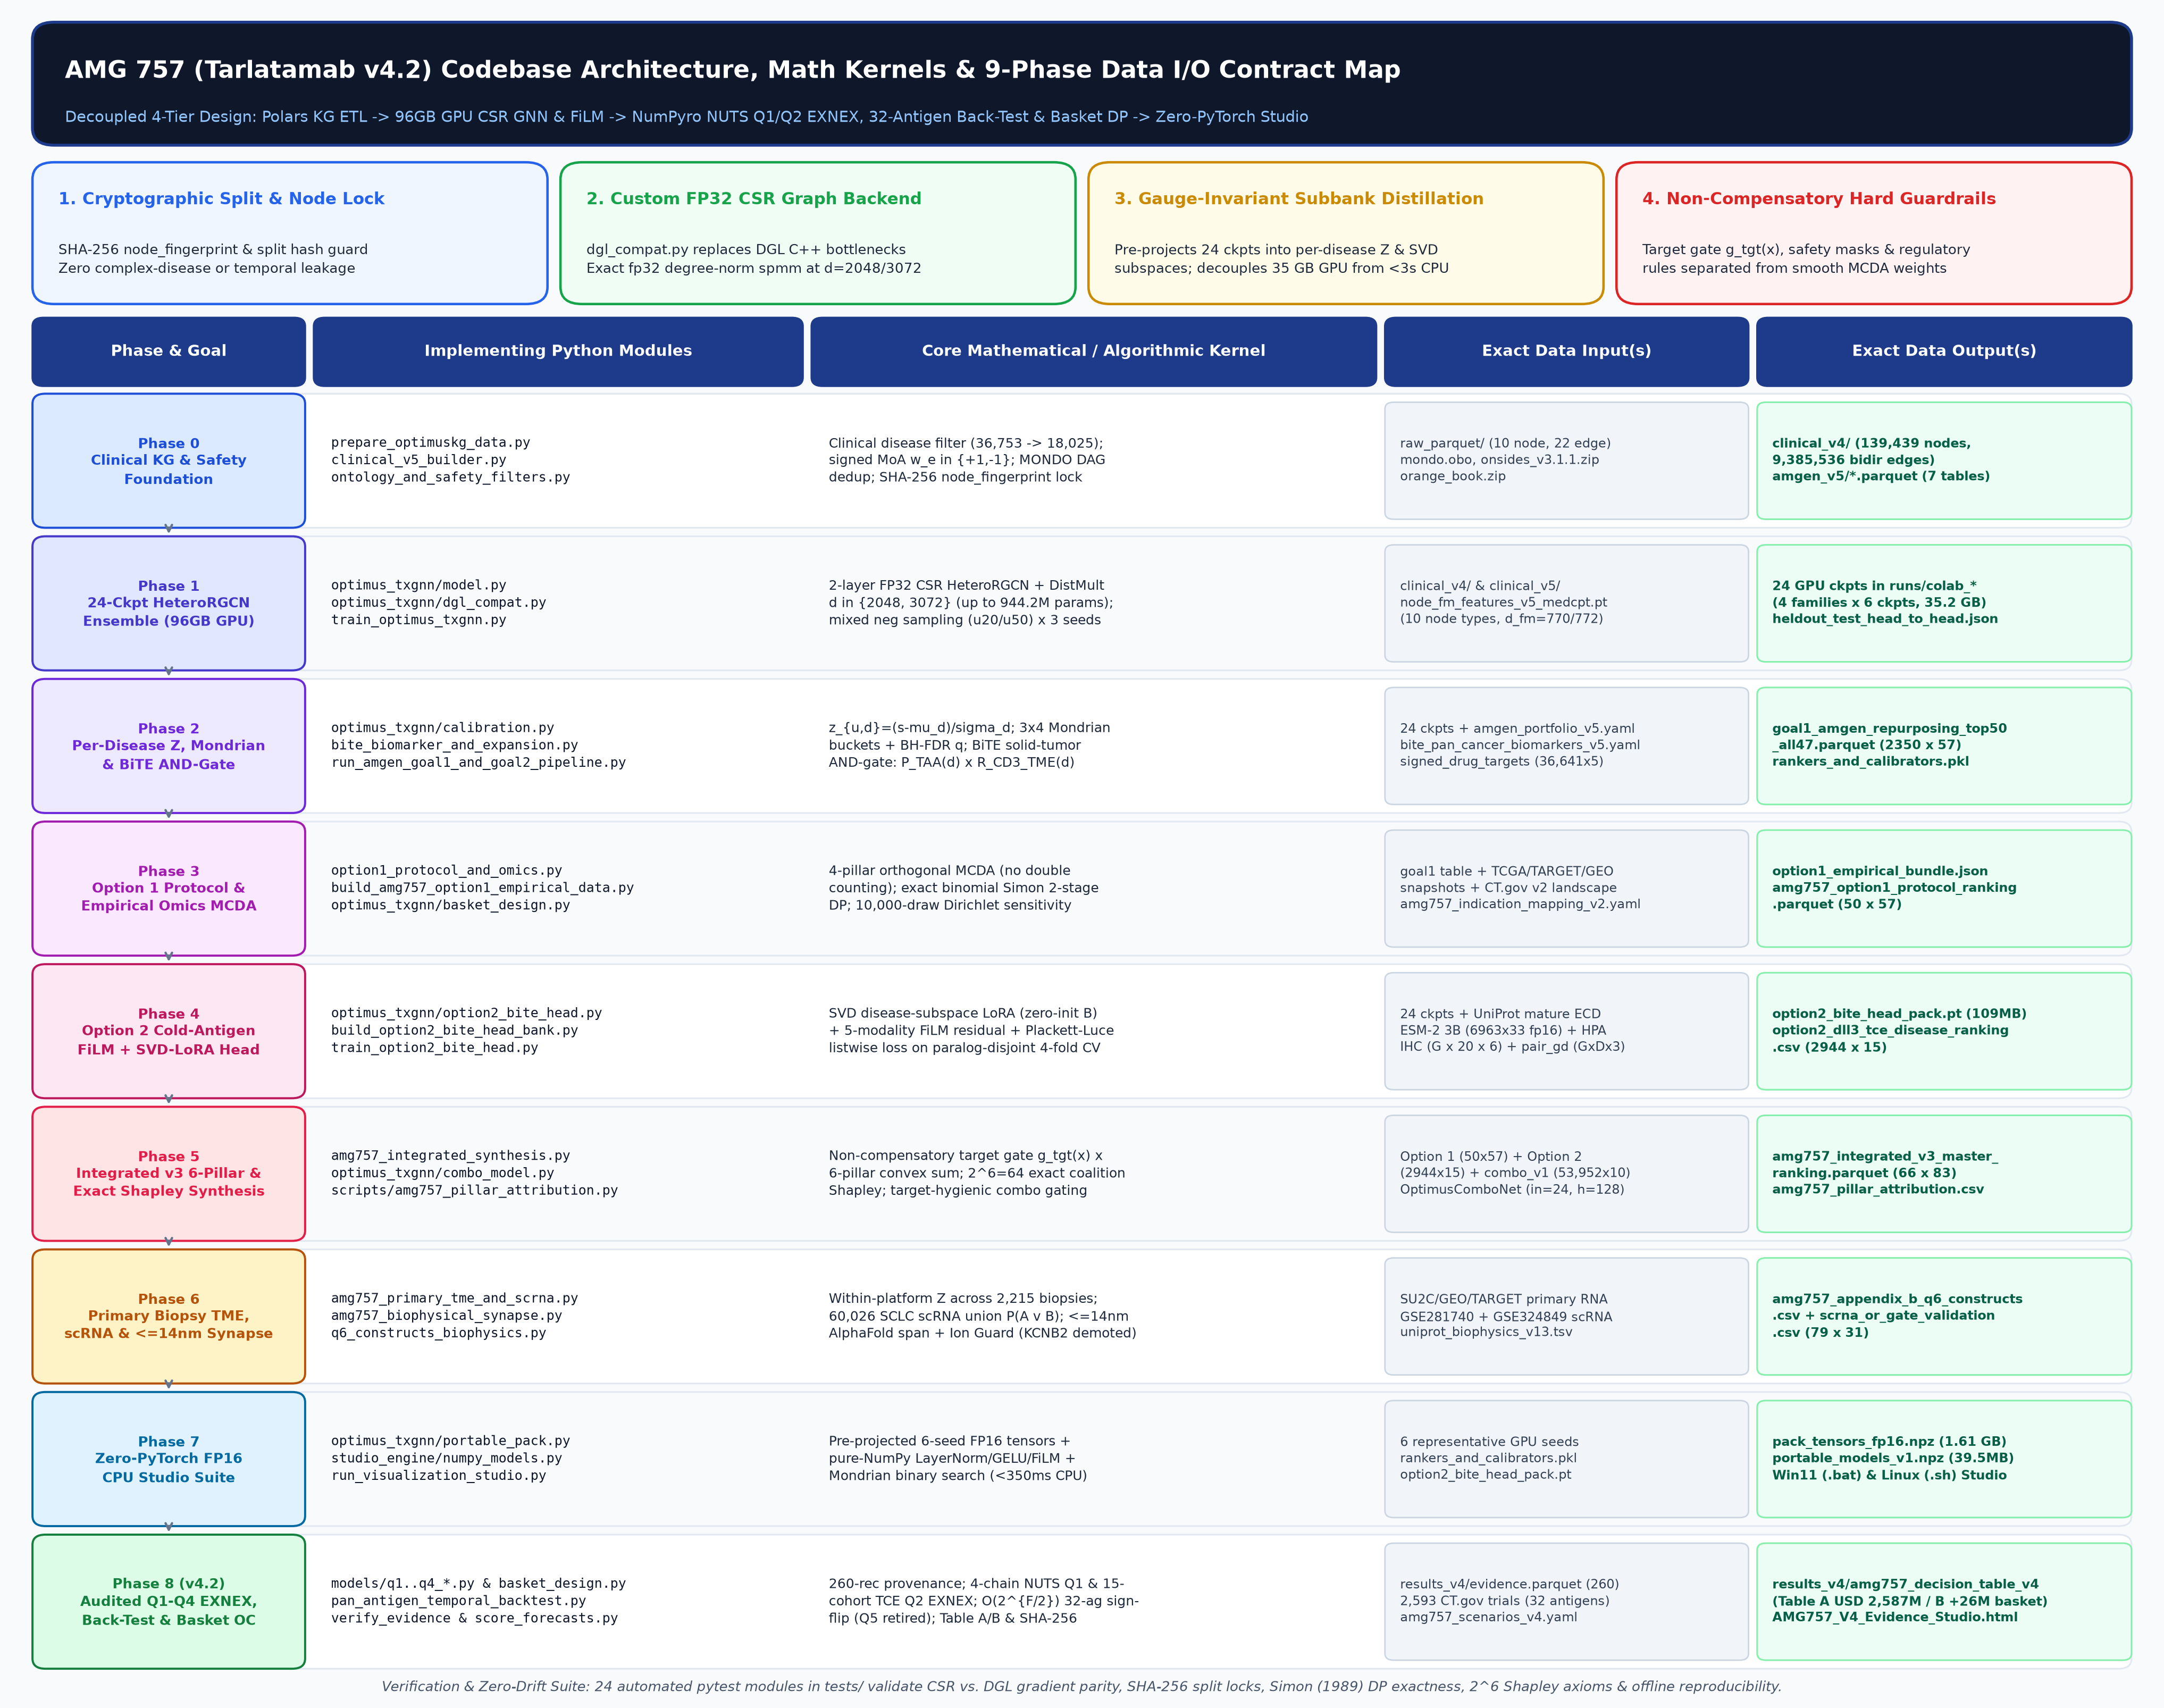 AMG 757 (Tarlatamab v4.2) Codebase Architecture, Math Kernels & 9-Phase Data I/O Contract Map
Decoupled 4-Tier Design: Polars KG ETL -> 96GB GPU CSR GNN & FiLM -> NumPyro NUTS Q1/Q2 EXNEX, 32-Antigen Back-Test & Basket DP -> Zero-PyTorch Studio
1. Cryptographic Split & Node Lock
SHA-256 node_fingerprint & split hash guard
Zero complex-disease or temporal leakage
2. Custom FP32 CSR Graph Backend
dgl_compat.py replaces DGL C++ bottlenecks
Exact fp32 degree-norm spmm at d=2048/3072
3. Gauge-Invariant Subbank Distillation
Pre-projects 24 ckpts into per-disease Z & SVD
subspaces; decouples 35 GB GPU from <3s CPU
4. Non-Compensatory Hard Guardrails
Target gate g_tgt(x), safety masks & regulatory
rules separated from smooth MCDA weights
Phase & Goal
Implementing Python Modules
Core Mathematical / Algorithmic Kernel
Exact Data Input(s)
Exact Data Output(s)
Phase 0
Clinical KG & Safety
Foundation
prepare_optimuskg_data.py
clinical_v5_builder.py
ontology_and_safety_filters.py
Clinical disease filter (36,753 -> 18,025);
signed MoA w_e in {+1,-1}; MONDO DAG
dedup; SHA-256 node_fingerprint lock
raw_parquet/ (10 node, 22 edge)
mondo.obo, onsides_v3.1.1.zip
orange_book.zip
clinical_v4/ (139,439 nodes,
9,385,536 bidir edges)
amgen_v5/*.parquet (7 tables)
Phase 1
24-Ckpt HeteroRGCN
Ensemble (96GB GPU)
optimus_txgnn/model.py
optimus_txgnn/dgl_compat.py
train_optimus_txgnn.py
2-layer FP32 CSR HeteroRGCN + DistMult
d in {2048, 3072} (up to 944.2M params);
mixed neg sampling (u20/u50) x 3 seeds
clinical_v4/ & clinical_v5/
node_fm_features_v5_medcpt.pt
(10 node types, d_fm=770/772)
24 GPU ckpts in runs/colab_*
(4 families x 6 ckpts, 35.2 GB)
heldout_test_head_to_head.json
Phase 2
Per-Disease Z, Mondrian
& BiTE AND-Gate
optimus_txgnn/calibration.py
bite_biomarker_and_expansion.py
run_amgen_goal1_and_goal2_pipeline.py
z_{u,d}=(s-mu_d)/sigma_d; 3x4 Mondrian
buckets + BH-FDR q; BiTE solid-tumor
AND-gate: P_TAA(d) x R_CD3_TME(d)
24 ckpts + amgen_portfolio_v5.yaml
bite_pan_cancer_biomarkers_v5.yaml
signed_drug_targets (36,641x5)
goal1_amgen_repurposing_top50
_all47.parquet (2350 x 57)
rankers_and_calibrators.pkl
Phase 3
Option 1 Protocol &
Empirical Omics MCDA
option1_protocol_and_omics.py
build_amg757_option1_empirical_data.py
optimus_txgnn/basket_design.py
4-pillar orthogonal MCDA (no double
counting); exact binomial Simon 2-stage
DP; 10,000-draw Dirichlet sensitivity
goal1 table + TCGA/TARGET/GEO
snapshots + CT.gov v2 landscape
amg757_indication_mapping_v2.yaml
option1_empirical_bundle.json
amg757_option1_protocol_ranking
.parquet (50 x 57)
Phase 4
Option 2 Cold-Antigen
FiLM + SVD-LoRA Head
optimus_txgnn/option2_bite_head.py
build_option2_bite_head_bank.py
train_option2_bite_head.py
SVD disease-subspace LoRA (zero-init B)
+ 5-modality FiLM residual + Plackett-Luce
listwise loss on paralog-disjoint 4-fold CV
24 ckpts + UniProt mature ECD
ESM-2 3B (6963x33 fp16) + HPA
IHC (G x 20 x 6) + pair_gd (GxDx3)
option2_bite_head_pack.pt (109MB)
option2_dll3_tce_disease_ranking
.csv (2944 x 15)
Phase 5
Integrated v3 6-Pillar &
Exact Shapley Synthesis
amg757_integrated_synthesis.py
optimus_txgnn/combo_model.py
scripts/amg757_pillar_attribution.py
Non-compensatory target gate g_tgt(x) x
6-pillar convex sum; 2^6=64 exact coalition
Shapley; target-hygienic combo gating
Option 1 (50x57) + Option 2
(2944x15) + combo_v1 (53,952x10)
OptimusComboNet (in=24, h=128)
amg757_integrated_v3_master_
ranking.parquet (66 x 83)
amg757_pillar_attribution.csv
Phase 6
Primary Biopsy TME,
scRNA & <=14nm Synapse
amg757_primary_tme_and_scrna.py
amg757_biophysical_synapse.py
q6_constructs_biophysics.py
Within-platform Z across 2,215 biopsies;
60,026 SCLC scRNA union P(A v B); <=14nm
AlphaFold span + Ion Guard (KCNB2 demoted)
SU2C/GEO/TARGET primary RNA
GSE281740 + GSE324849 scRNA
uniprot_biophysics_v13.tsv
amg757_appendix_b_q6_constructs
.csv + scrna_or_gate_validation
.csv (79 x 31)
Phase 7
Zero-PyTorch FP16
CPU Studio Suite
optimus_txgnn/portable_pack.py
studio_engine/numpy_models.py
run_visualization_studio.py
Pre-projected 6-seed FP16 tensors +
pure-NumPy LayerNorm/GELU/FiLM +
Mondrian binary search (<350ms CPU)
6 representative GPU seeds
rankers_and_calibrators.pkl
option2_bite_head_pack.pt
pack_tensors_fp16.npz (1.61 GB)
portable_models_v1.npz (39.5MB)
Win11 (.bat) & Linux (.sh) Studio
Phase 8 (v4.2)
Audited Q1-Q4 EXNEX,
Back-Test & Basket OC
models/q1..q4_*.py & basket_design.py
pan_antigen_temporal_backtest.py
verify_evidence & score_forecasts.py
260-rec provenance; 4-chain NUTS Q1 & 15-
cohort TCE Q2 EXNEX; O(2^{F/2}) 32-ag sign-
flip (Q5 retired); Table A/B & SHA-256
results_v4/evidence.parquet (260)
2,593 CT.gov trials (32 antigens)
amg757_scenarios_v4.yaml
results_v4/amg757_decision_table_v4
(Table A USD 2,587M / B +26M basket)
AMG757_V4_Evidence_Studio.html
Verification & Zero-Drift Suite: 24 automated pytest modules in tests/ validate CSR vs. DGL gradient parity, SHA-256 split locks, Simon (1989) DP exactness, 2^6 Shapley axioms & offline reproducibility.